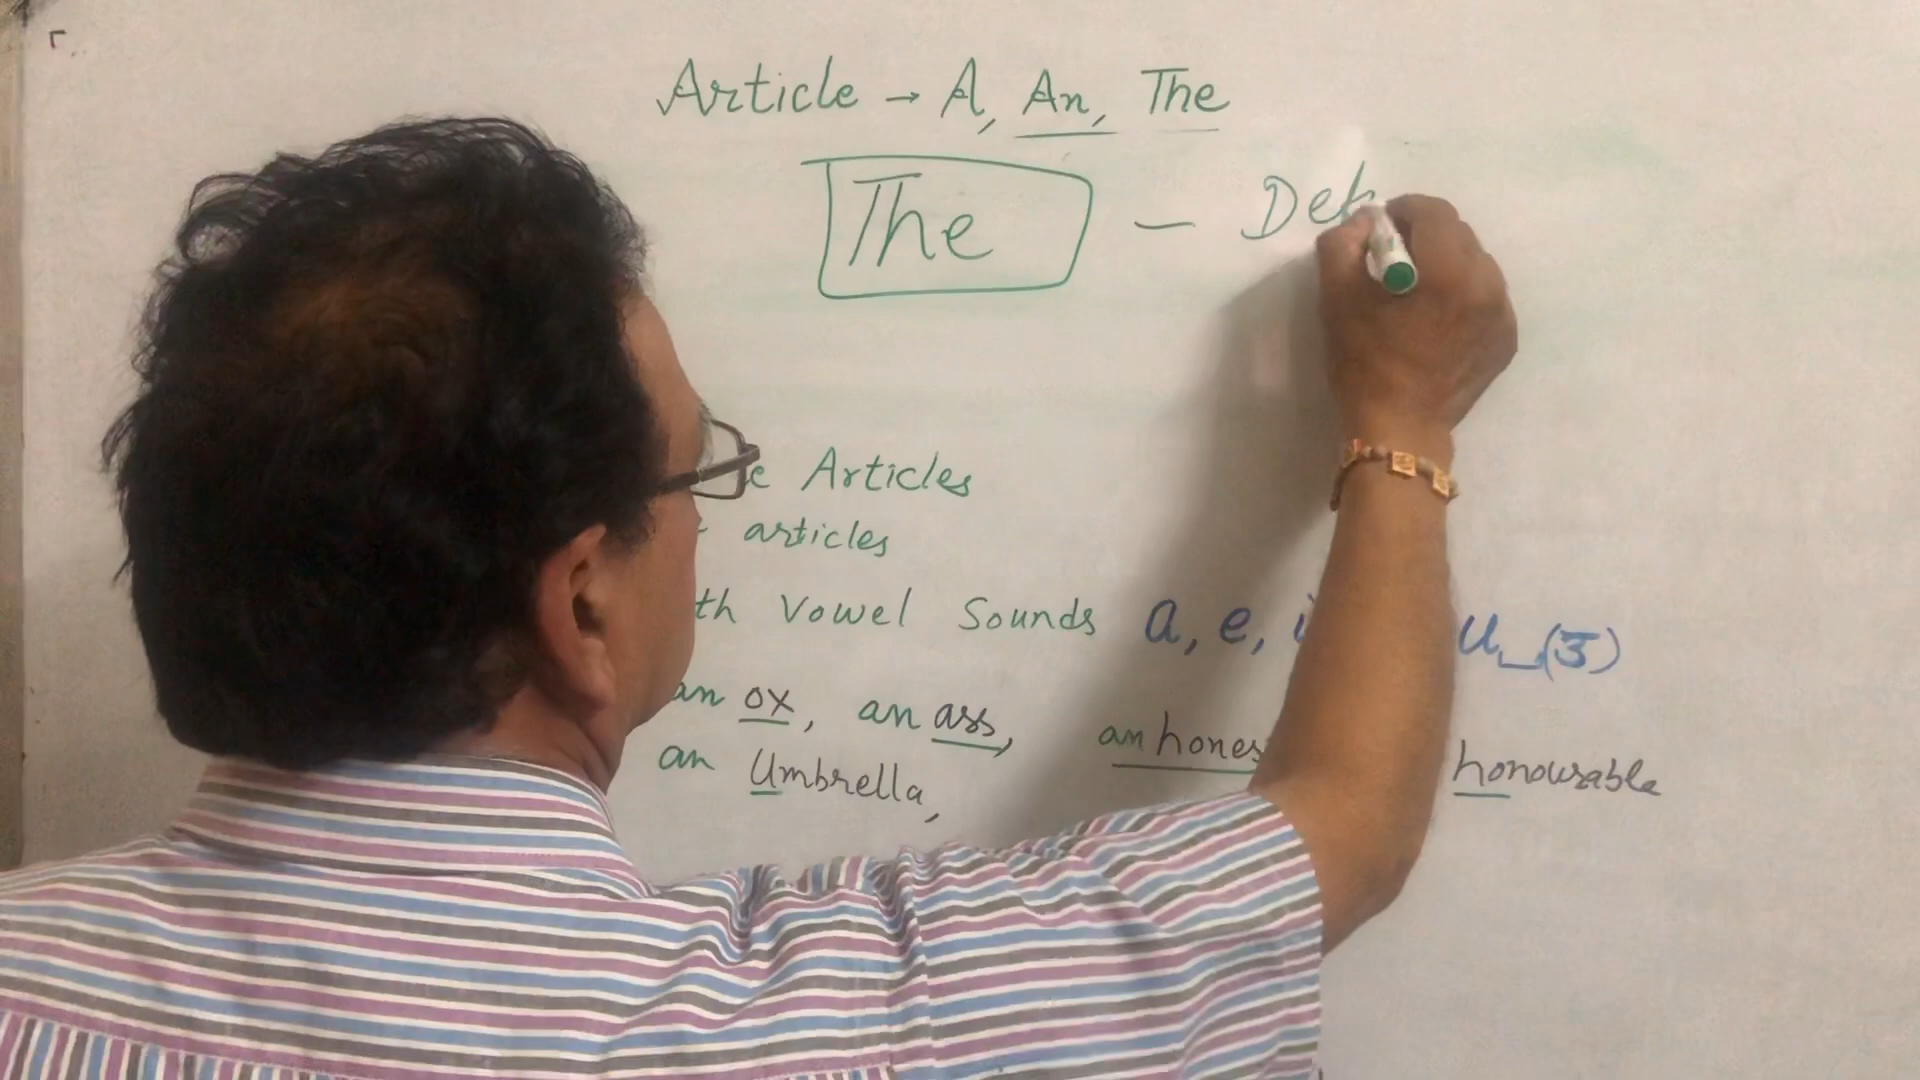 Article → A, An, The
The — Def
Articles
articles
th Vowel Sounds a, e, i u_(उ)
an ox, an ass, an hones honourable
an Umbrella,